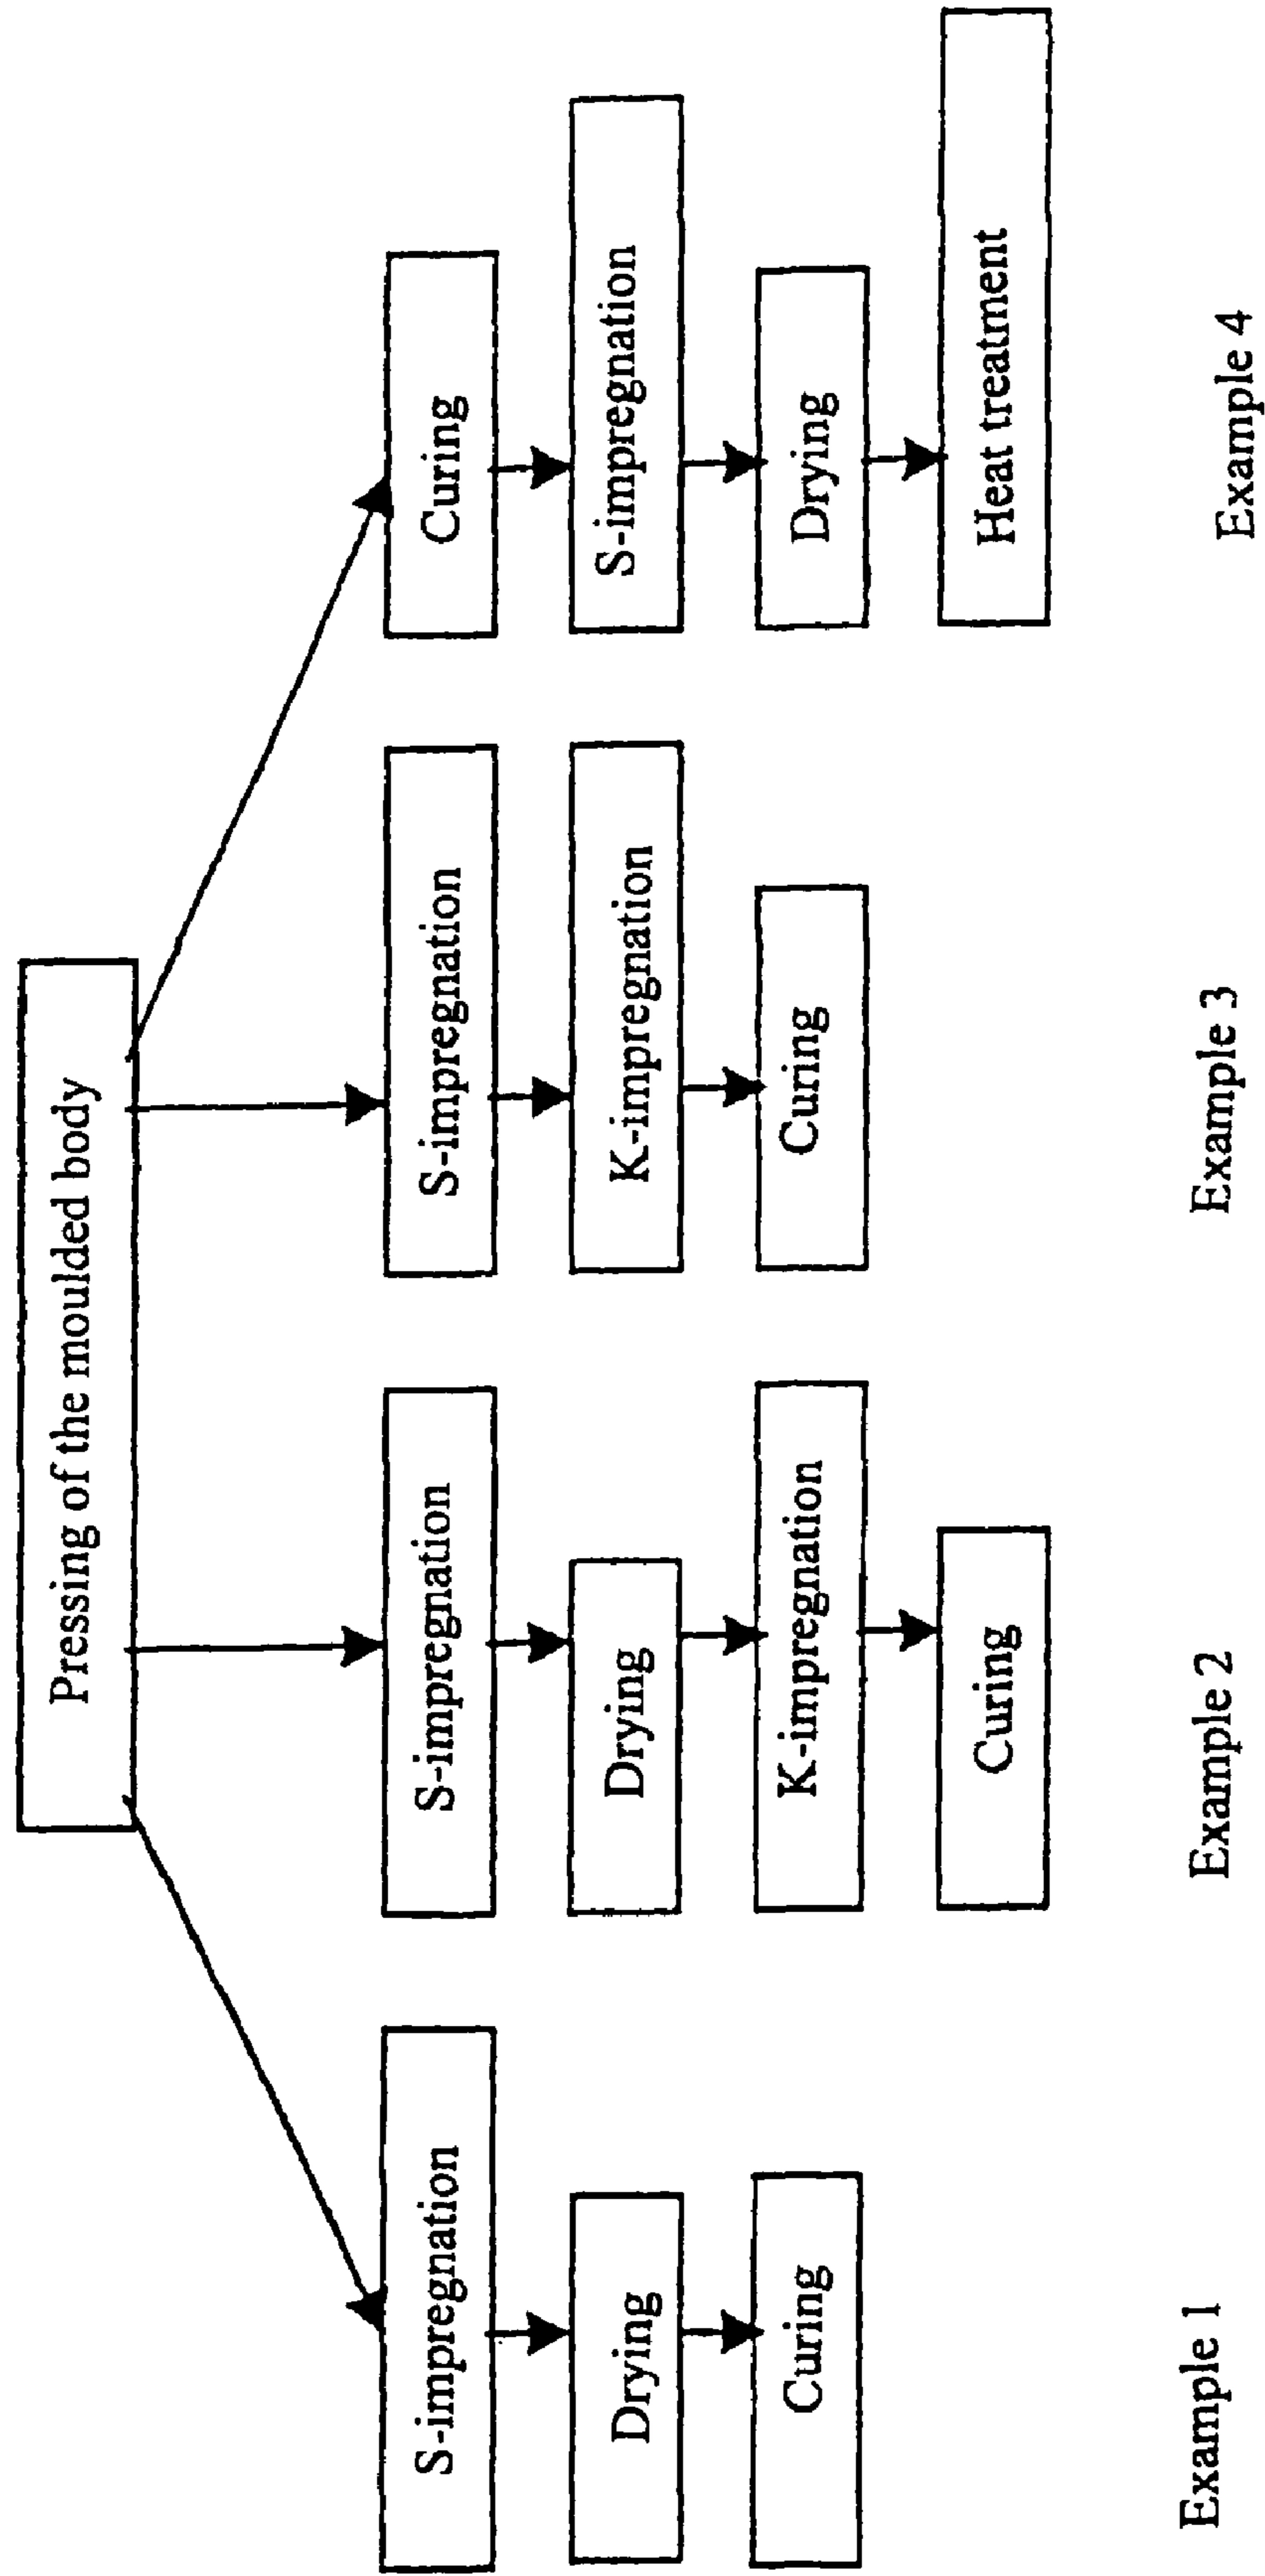 Pressing of the moulded body
S-impregnation
Drying
Curing
Example 1
S-impregnation
Drying
K-impregnation
Curing
Example 2
S-impregnation
K-impregnation
Curing
Example 3
Curing
S-impregnation
Drying
Heat treatment
Example 4